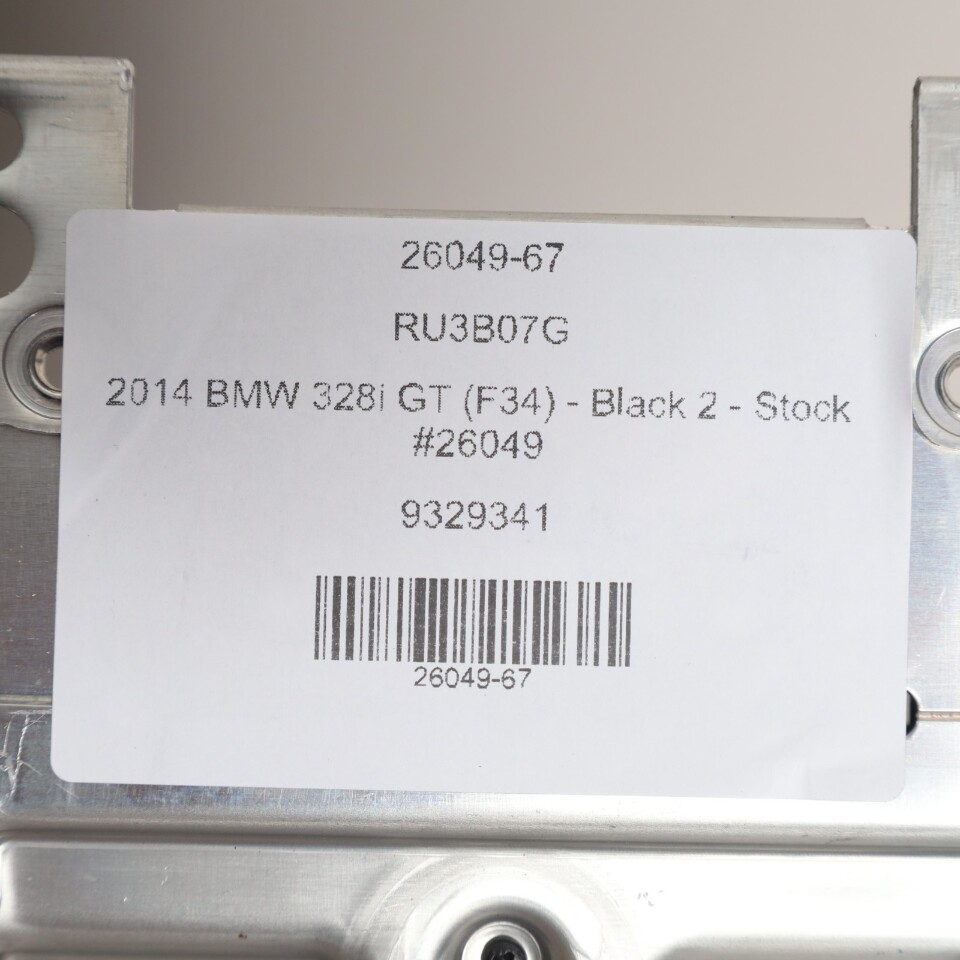 26049-67
RU3B07G
2014 BMW 328i GT (F34) - Black 2 - Stock
#26049
9329341
26049-67